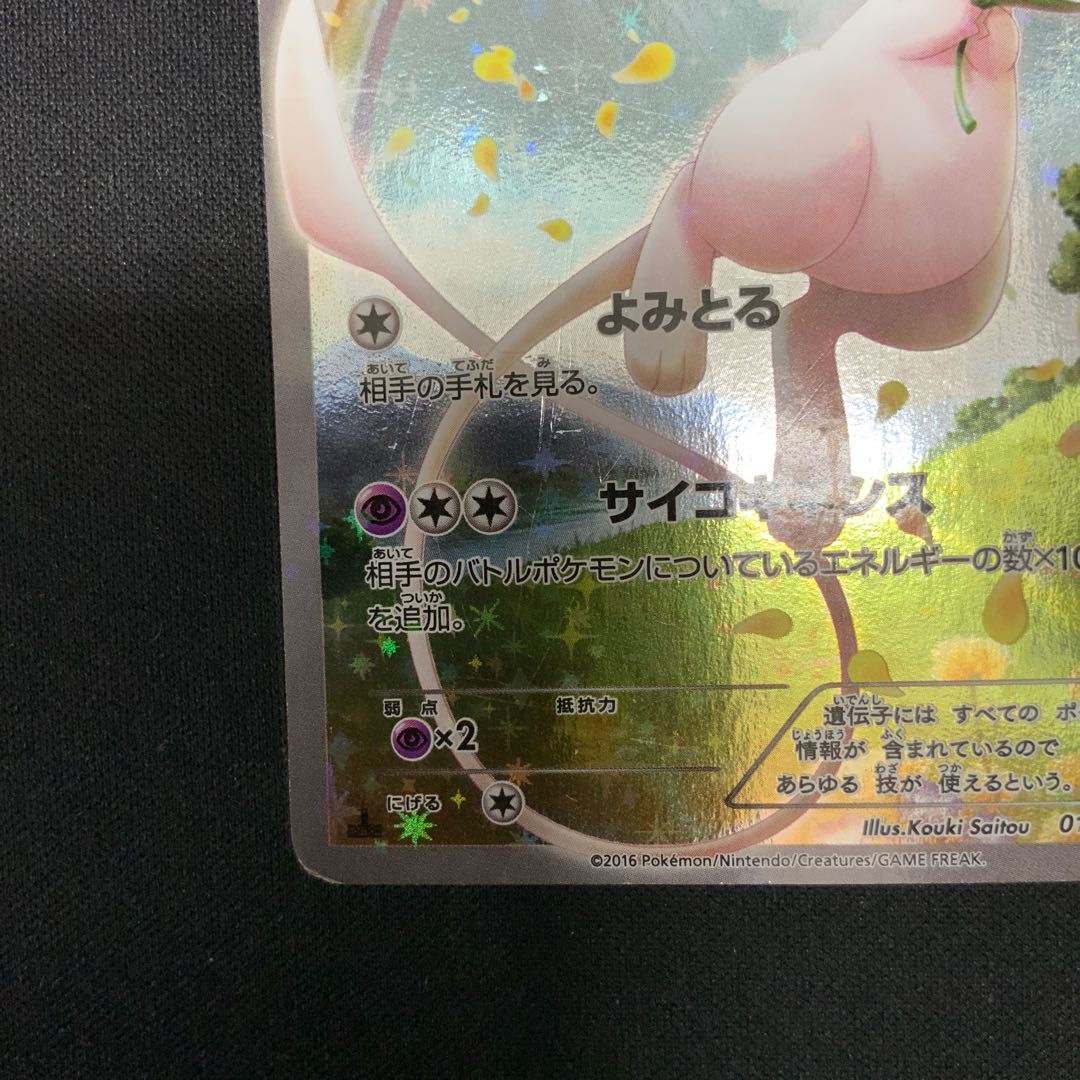 よみとる
あいて てふだ み
相手の手札を見る。
サイコ
あいて かず
相手のバトルポケモンについているエネルギーの数×10
ついか
を追加。
弱点 抵抗力
×2
にげる
いでんし
遺伝子には すべての ポ
じょうほう ふく
情報が 含まれているので
わざ つか
あらゆる 技が 使えるという。
Illus.Kouki Saitou 01
©2016 Pokémon/Nintendo/Creatures/GAME FREAK.